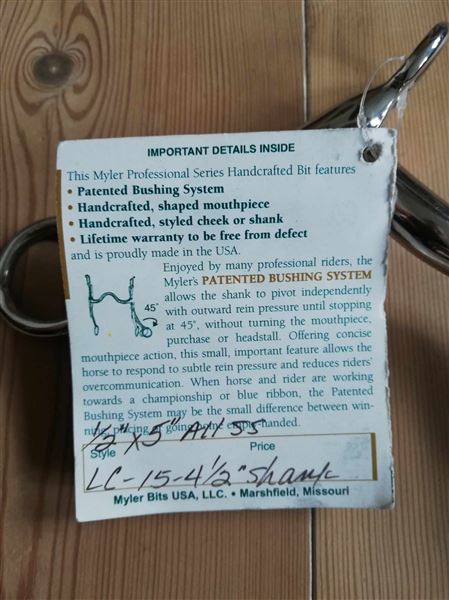 IMPORTANT DETAILS INSIDE
This Myler Professional Series Handcrafted Bit features
• Patented Bushing System
• Handcrafted, shaped mouthpiece
• Handcrafted, styled cheek or shank
• Lifetime warranty to be free from defect
and is proudly made in the USA.
Enjoyed by many professional riders, the
Myler's PATENTED BUSHING SYSTEM
allows the shank to pivot independently
with outward rein pressure until stopping
at 45°, without turning the mouthpiece,
purchase or headstall. Offering concise
45°
mouthpiece action, this small, important feature allows the
horse to respond to subtle rein pressure and reduces riders'
overcommunication. When horse and rider are working
towards a championship or blue ribbon, the Patented
Bushing System may be the small difference between win-
ning, placing & going home empty-handed.
1/2" x 5" All SS
Style Price
LC-15-4 1/2" Shank
Myler Bits USA, LLC. • Marshfield, Missouri